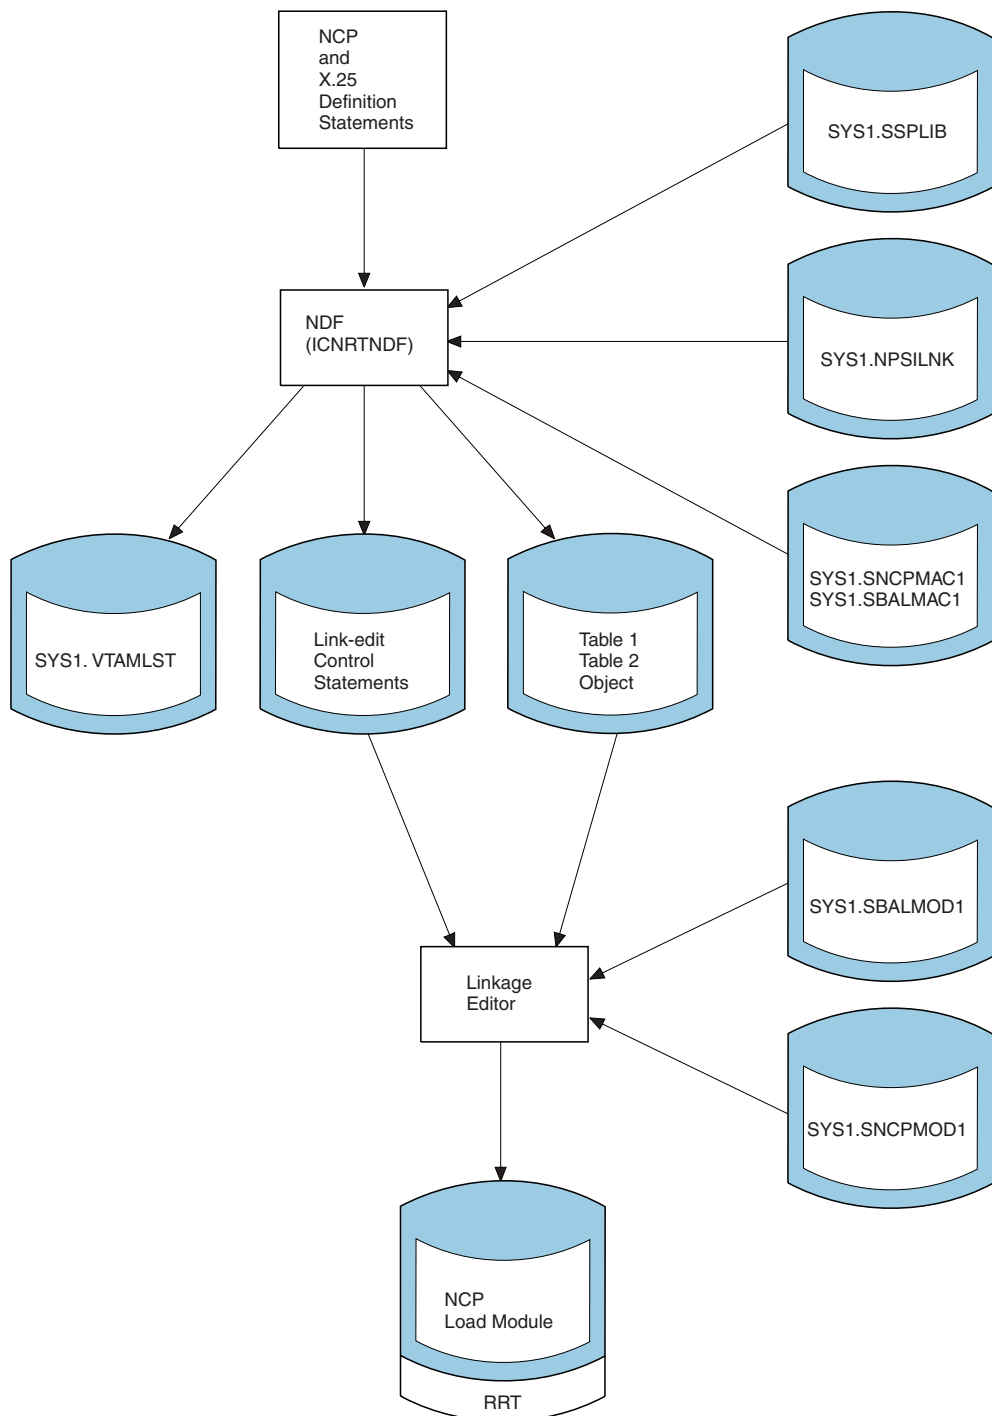 NCP
and
X.25
Definition
Statements
SYS1.SSPLIB
NDF
(ICNRTNDF)
SYS1.NPSILNK
SYS1.SNCPMAC1
SYS1.SBALMAC1
SYS1. VTAMLST
Link-edit
Control
Statements
Table 1
Table 2
Object
SYS1.SBALMOD1
Linkage
Editor
SYS1.SNCPMOD1
NCP
Load Module
RRT